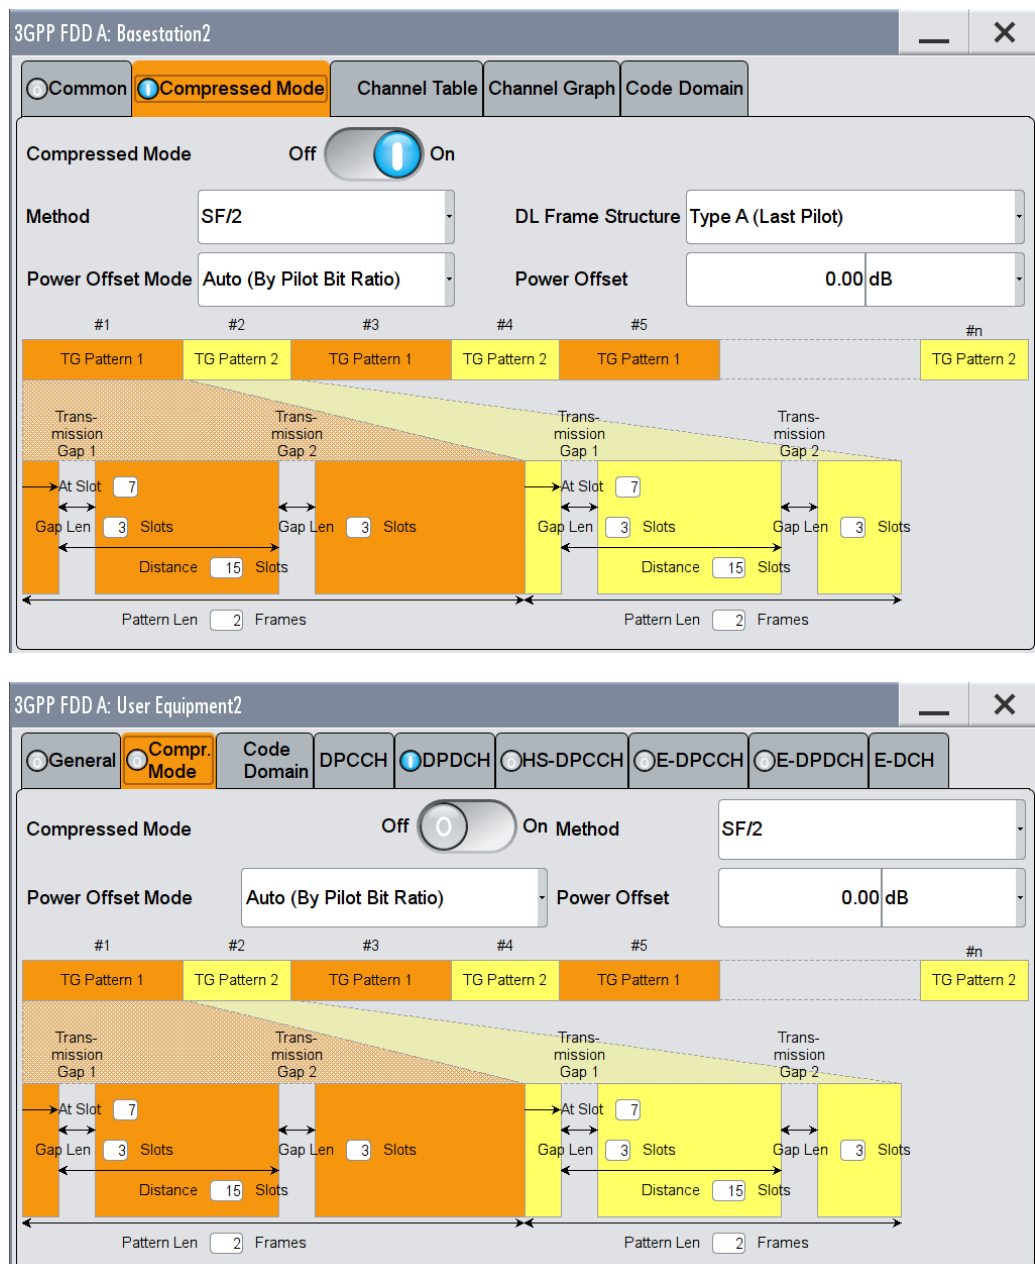 3GPP FDD A: Basestation2
Common Compressed Mode Channel Table Channel Graph Code Domain
Compressed Mode Off On
Method SF/2 DL Frame Structure Type A (Last Pilot)
Power Offset Mode Auto (By Pilot Bit Ratio) Power Offset 0.00 dB
#1 #2 #3 #4 #5 #n
TG Pattern 1 TG Pattern 2 TG Pattern 1 TG Pattern 2 TG Pattern 1 TG Pattern 2
Trans- Trans- Trans- Trans-
mission mission mission mission
Gap 1 Gap 2 Gap 1 Gap 2
At Slot 7 At Slot 7
Gap Len 3 Slots Gap Len 3 Slots Gap Len 3 Slots Gap Len 3 Slots
Distance 15 Slots Distance 15 Slots
Pattern Len 2 Frames Pattern Len 2 Frames
3GPP FDD A: User Equipment2
General Compr. Mode Code Domain DPCCH DPDCH HS-DPCCH E-DPCCH E-DPDCH E-DCH
Compressed Mode Off On Method SF/2
Power Offset Mode Auto (By Pilot Bit Ratio) Power Offset 0.00 dB
#1 #2 #3 #4 #5 #n
TG Pattern 1 TG Pattern 2 TG Pattern 1 TG Pattern 2 TG Pattern 1 TG Pattern 2
Trans- Trans- Trans- Trans-
mission mission mission mission
Gap 1 Gap 2 Gap 1 Gap 2
At Slot 7 At Slot 7
Gap Len 3 Slots Gap Len 3 Slots Gap Len 3 Slots Gap Len 3 Slots
Distance 15 Slots Distance 15 Slots
Pattern Len 2 Frames Pattern Len 2 Frames